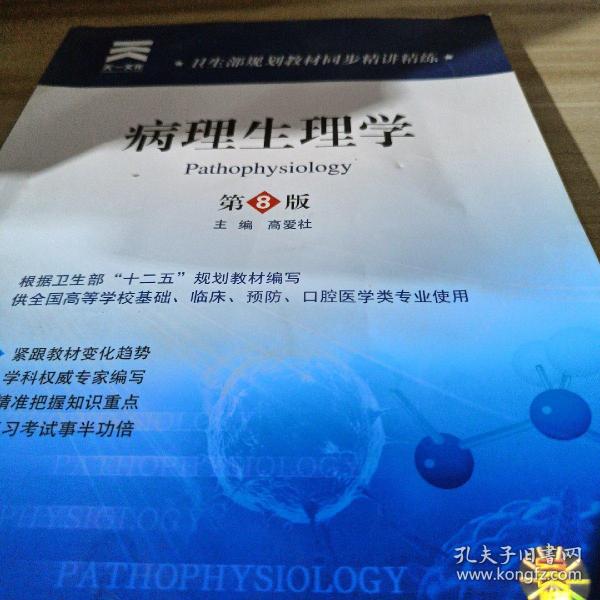 天一文化
★ 卫生部规划教材同步精讲精练 ★
病理生理学
Pathophysiology
第8版
主 编 高爱社
根据卫生部“十二五”规划教材编写
供全国高等学校基础、临床、预防、口腔医学类专业使用
紧跟教材变化趋势
学科权威专家编写
精准把握知识重点
习考试事半功倍
PATHOPHYSIOLOGY
PATHOPHYSIOLOGY
PHYSIOLOGY
PATHOPHYSIOLOGY
孔夫子旧书网
www.kongfz.com